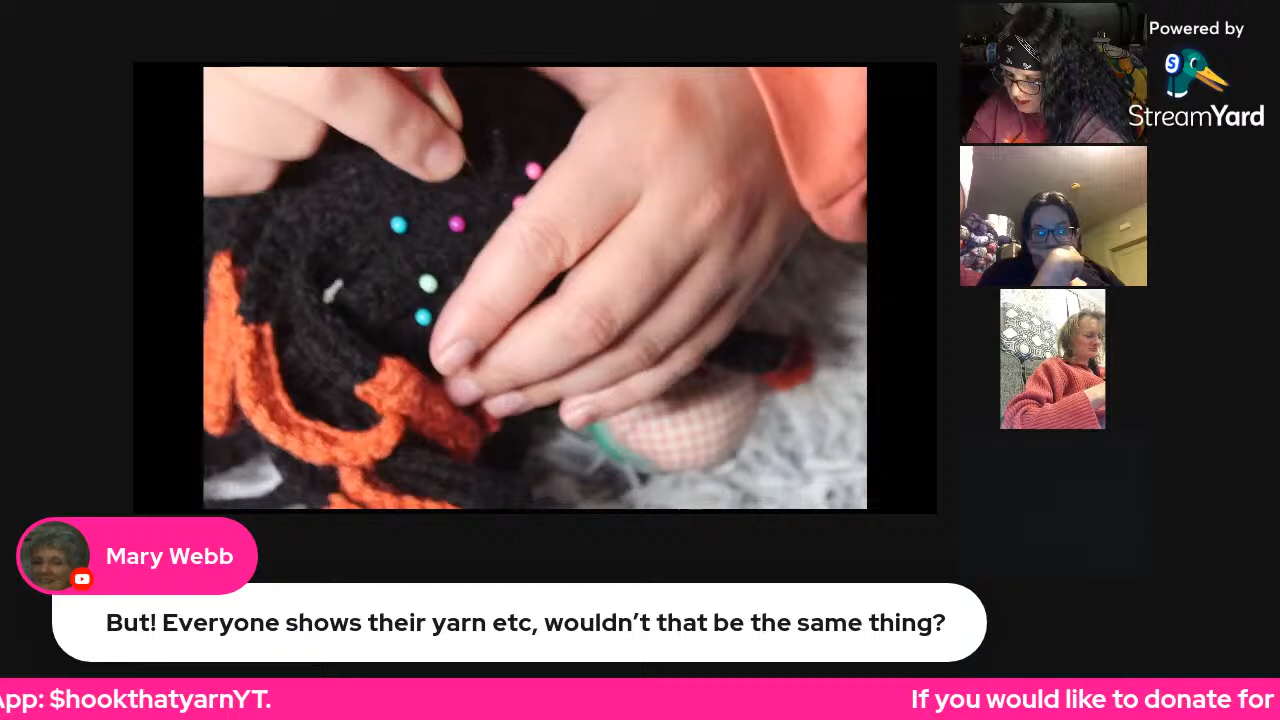 Powered by
S
StreamYard
Mary Webb
But! Everyone shows their yarn etc, wouldn’t that be the same thing?
App: $hookthatyarnYT.
If you would like to donate for